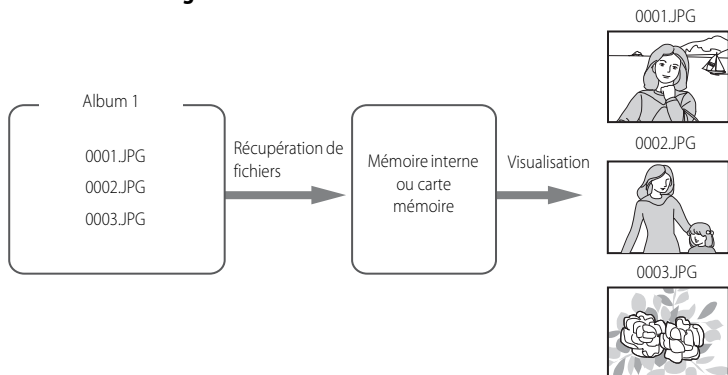 0001.JPG
Album 1
0001.JPG
0002.JPG
0003.JPG
Récupération de
fichiers
Mémoire interne
ou carte
mémoire
Visualisation
0002.JPG
0003.JPG